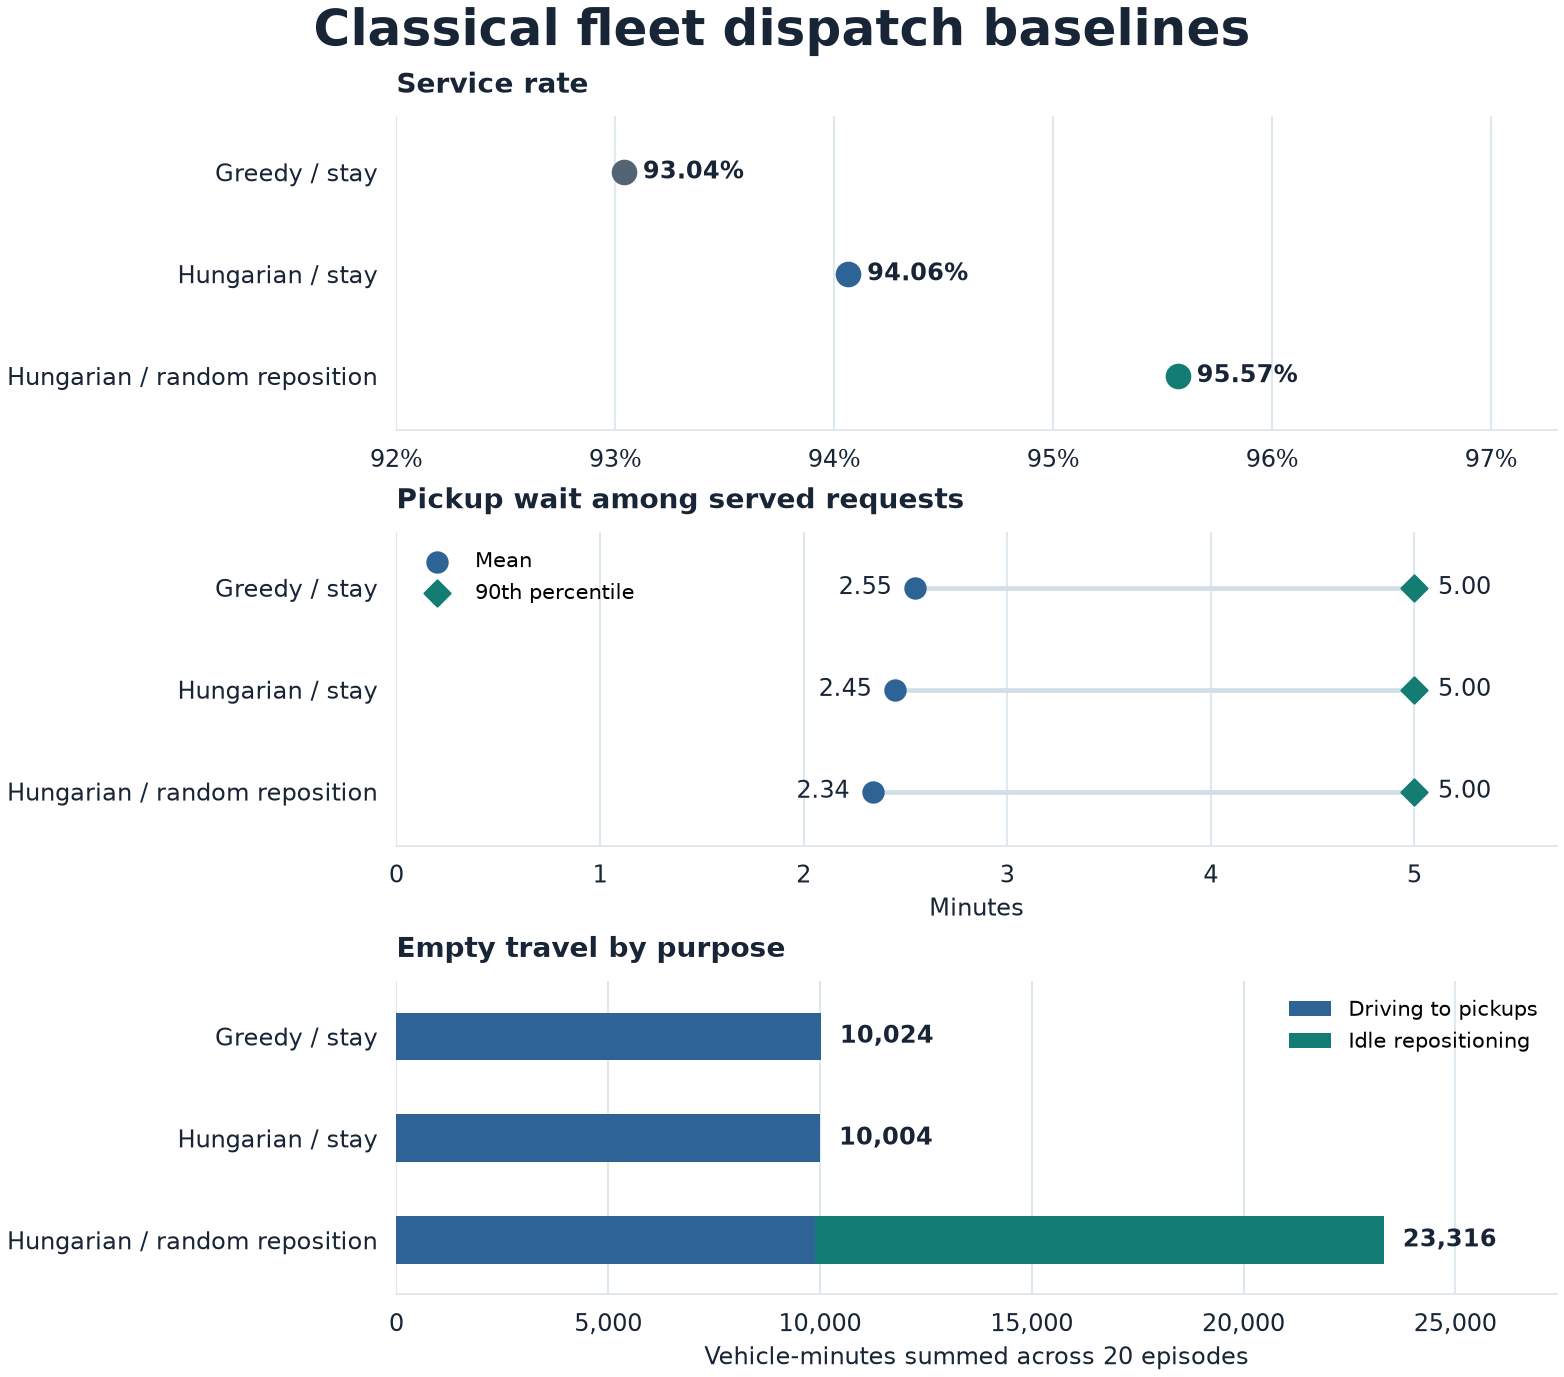 Classical fleet dispatch baselines
Service rate
Greedy / stay
93.04%
Hungarian / stay
94.06%
Hungarian / random reposition
95.57%
92% 93% 94% 95% 96% 97%
Pickup wait among served requests
Mean
90th percentile
Greedy / stay
2.55 5.00
Hungarian / stay
2.45 5.00
Hungarian / random reposition
2.34 5.00
0 1 2 3 4 5
Minutes
Empty travel by purpose
Driving to pickups
Idle repositioning
Greedy / stay
10,024
Hungarian / stay
10,004
Hungarian / random reposition
23,316
0 5,000 10,000 15,000 20,000 25,000
Vehicle-minutes summed across 20 episodes